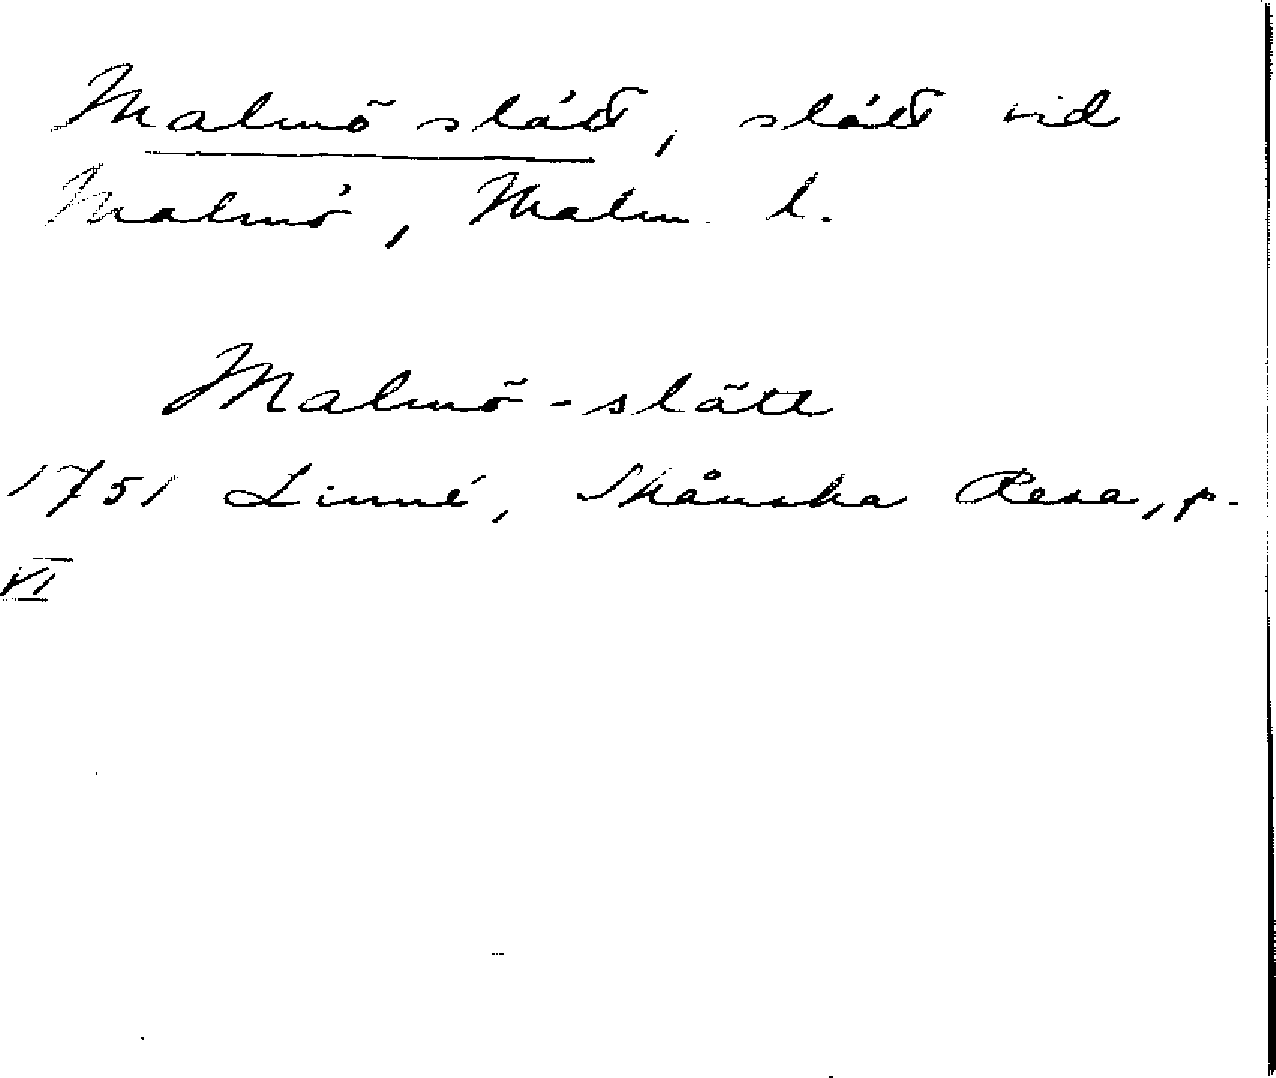 Malmö slätt, slätt vid
Malmö, Malm. l.
Malmö-slätt
1751 Linné, Skånska Resa, p.
VI